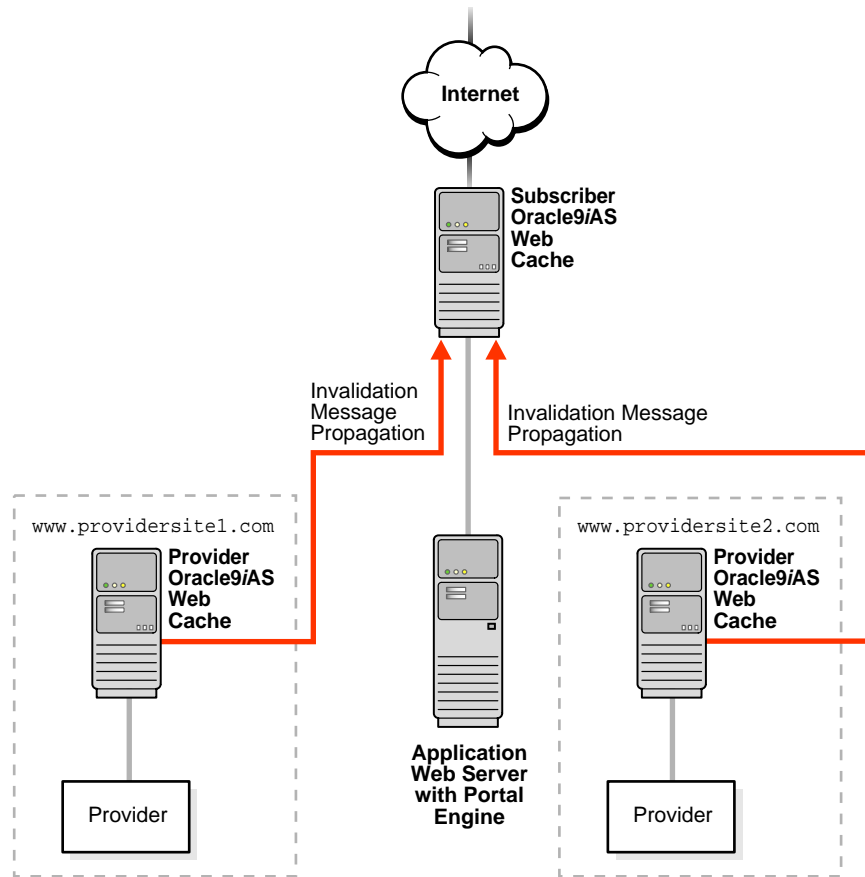 Internet
Subscriber
Oracle9iAS
Web
Cache
Invalidation
Message
Propagation
Invalidation Message
Propagation
www.providersite1.com
Provider
Oracle9iAS
Web
Cache
Provider
Application
Web Server
with Portal
Engine
www.providersite2.com
Provider
Oracle9iAS
Web
Cache
Provider